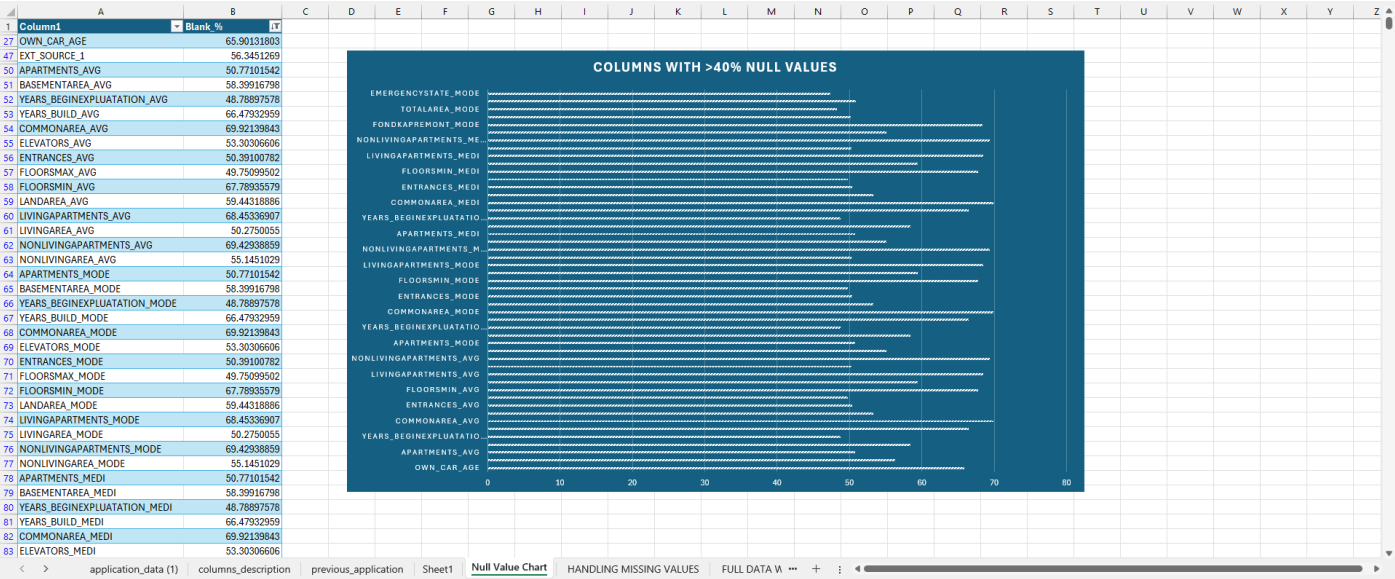 A B C D E F G H I J K L M N O P Q R S T U V W X Y Z
1 Column1 Blank_%
27 OWN_CAR_AGE 65.90131803
47 EXT_SOURCE_1 56.3451269
50 APARTMENTS_AVG 50.77101542
51 BASEMENTAREA_AVG 58.39916798
52 YEARS_BEGINEXPLUATATION_AVG 48.78897578
53 YEARS_BUILD_AVG 66.47932959
54 COMMONAREA_AVG 69.92139843
55 ELEVATORS_AVG 53.30306606
56 ENTRANCES_AVG 50.39100782
57 FLOORSMAX_AVG 49.75099502
58 FLOORSMIN_AVG 67.78935579
59 LANDAREA_AVG 59.44318886
60 LIVINGAPARTMENTS_AVG 68.45336907
61 LIVINGAREA_AVG 50.2750055
62 NONLIVINGAPARTMENTS_AVG 69.42938859
63 NONLIVINGAREA_AVG 55.1451029
64 APARTMENTS_MODE 50.77101542
65 BASEMENTAREA_MODE 58.39916798
66 YEARS_BEGINEXPLUATATION_MODE 48.78897578
67 YEARS_BUILD_MODE 66.47932959
68 COMMONAREA_MODE 69.92139843
69 ELEVATORS_MODE 53.30306606
70 ENTRANCES_MODE 50.39100782
71 FLOORSMAX_MODE 49.75099502
72 FLOORSMIN_MODE 67.78935579
73 LANDAREA_MODE 59.44318886
74 LIVINGAPARTMENTS_MODE 68.45336907
75 LIVINGAREA_MODE 50.2750055
76 NONLIVINGAPARTMENTS_MODE 69.42938859
77 NONLIVINGAREA_MODE 55.1451029
78 APARTMENTS_MEDI 50.77101542
79 BASEMENTAREA_MEDI 58.39916798
80 YEARS_BEGINEXPLUATATION_MEDI 48.78897578
81 YEARS_BUILD_MEDI 66.47932959
82 COMMONAREA_MEDI 69.92139843
83 ELEVATORS_MEDI 53.30306606
COLUMNS WITH >40% NULL VALUES
EMERGENCYSTATE_MODE
TOTALAREA_MODE
FONDKAPREMONT_MODE
NONLIVINGAPARTMENTS_ME...
LIVINGAPARTMENTS_MEDI
FLOORSMIN_MEDI
ENTRANCES_MEDI
COMMONAREA_MEDI
YEARS_BEGINEXPLUATATIO...
APARTMENTS_MEDI
NONLIVINGAPARTMENTS_M...
LIVINGAPARTMENTS_MODE
FLOORSMIN_MODE
ENTRANCES_MODE
COMMONAREA_MODE
YEARS_BEGINEXPLUATATIO...
APARTMENTS_MODE
NONLIVINGAPARTMENTS_AVG
LIVINGAPARTMENTS_AVG
FLOORSMIN_AVG
ENTRANCES_AVG
COMMONAREA_AVG
YEARS_BEGINEXPLUATATIO...
APARTMENTS_AVG
OWN_CAR_AGE
0 10 20 30 40 50 60 70 80
application_data (1) columns_description previous_application Sheet1 Null Value Chart HANDLING MISSING VALUES FULL DATA W ...